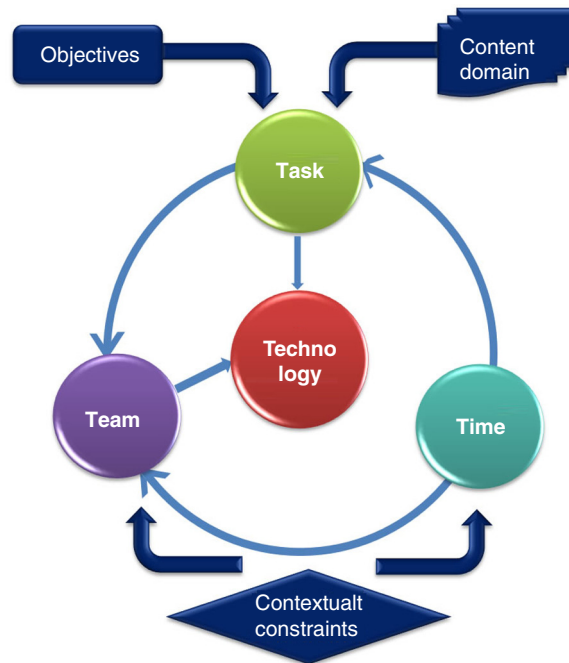 Objectives
Content
domain
Task
Techno
logy
Team
Time
Contextualt
constraints